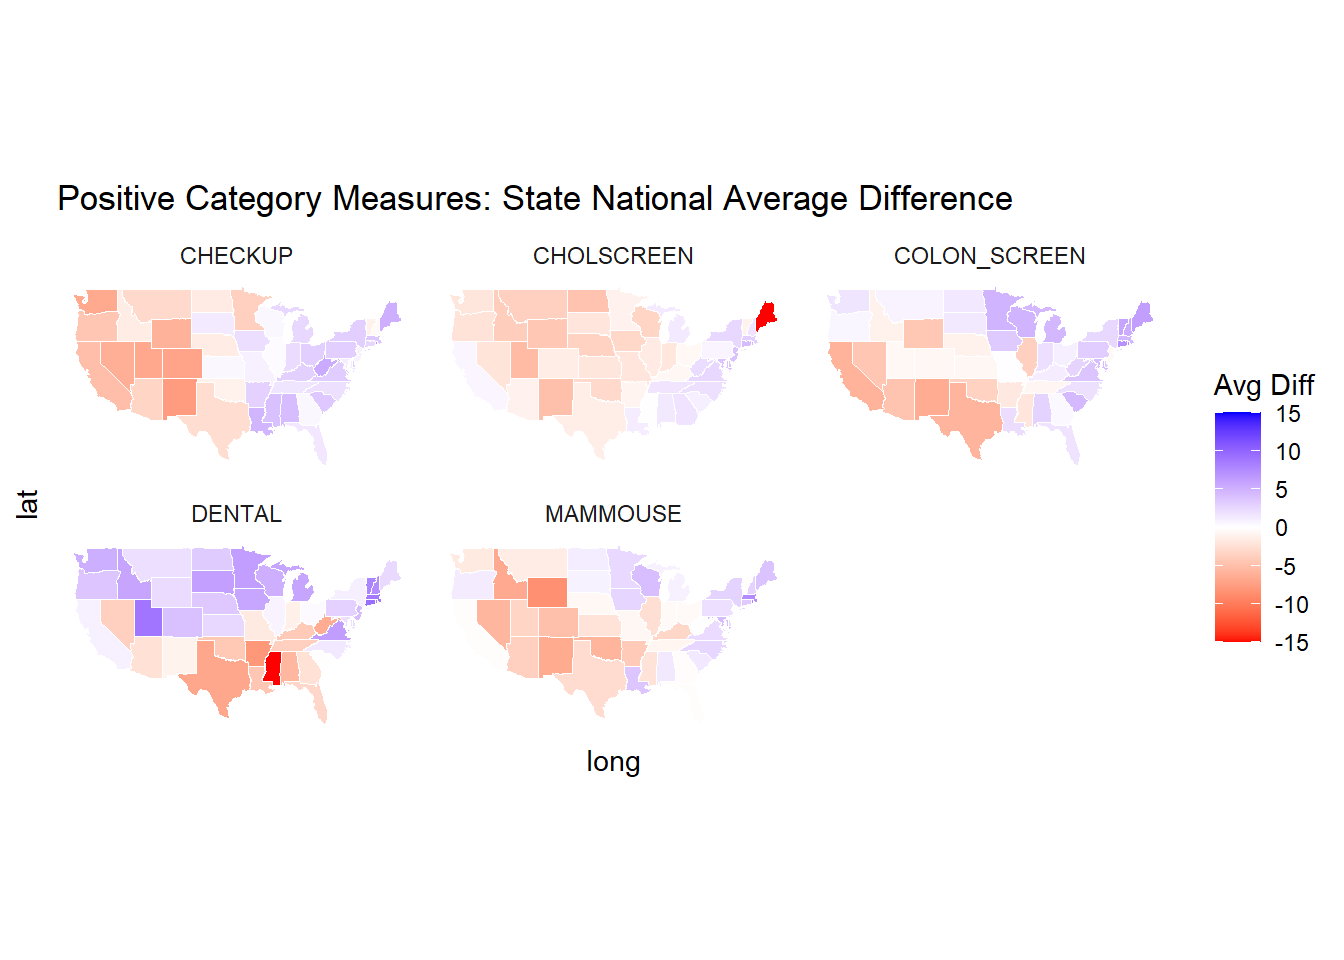 Positive Category Measures: State National Average Difference
CHECKUP
CHOLSCREEN
COLON_SCREEN
DENTAL
MAMMOUSE
lat
long
Avg Diff
15
10
5
0
-5
-10
-15